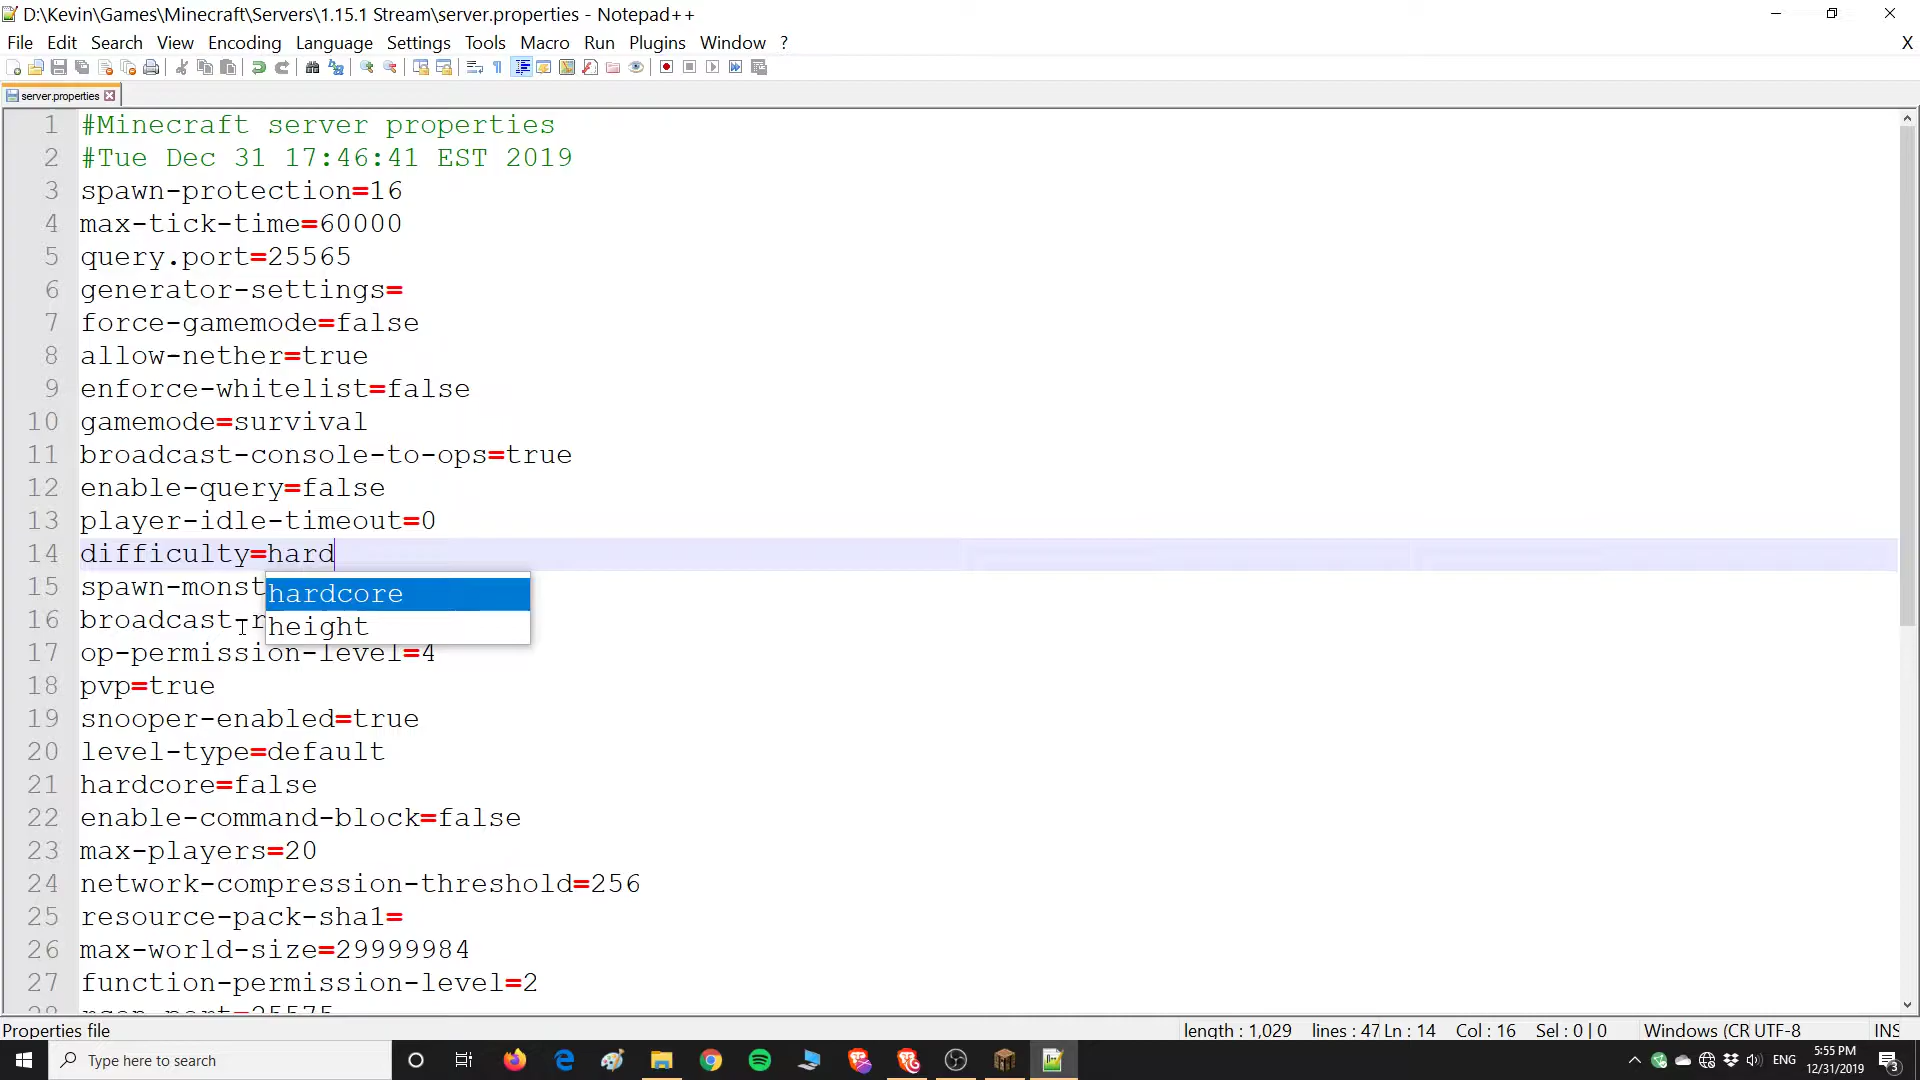 D:\Kevin\Games\Minecraft\Servers\1.15.1 Stream\server.properties - Notepad++
File Edit Search View Encoding Language Settings Tools Macro Run Plugins Window ? X
server.properties
1 #Minecraft server properties
2 #Tue Dec 31 17:46:41 EST 2019
3 spawn-protection=16
4 max-tick-time=60000
5 query.port=25565
6 generator-settings=
7 force-gamemode=false
8 allow-nether=true
9 enforce-whitelist=false
10 gamemode=survival
11 broadcast-console-to-ops=true
12 enable-query=false
13 player-idle-timeout=0
14 difficulty=hard
15 spawn-monst
hardcore
16 broadcast-r
height
17 op-permission-level=4
18 pvp=true
19 snooper-enabled=true
20 level-type=default
21 hardcore=false
22 enable-command-block=false
23 max-players=20
24 network-compression-threshold=256
25 resource-pack-sha1=
26 max-world-size=29999984
27 function-permission-level=2
28 rcon.port=25575
Properties file length : 1,029 lines : 47 Ln : 14 Col : 16 Sel : 0 | 0 Windows (CR UTF-8 INS
Type here to search
ENG
5:55 PM
12/31/2019
3